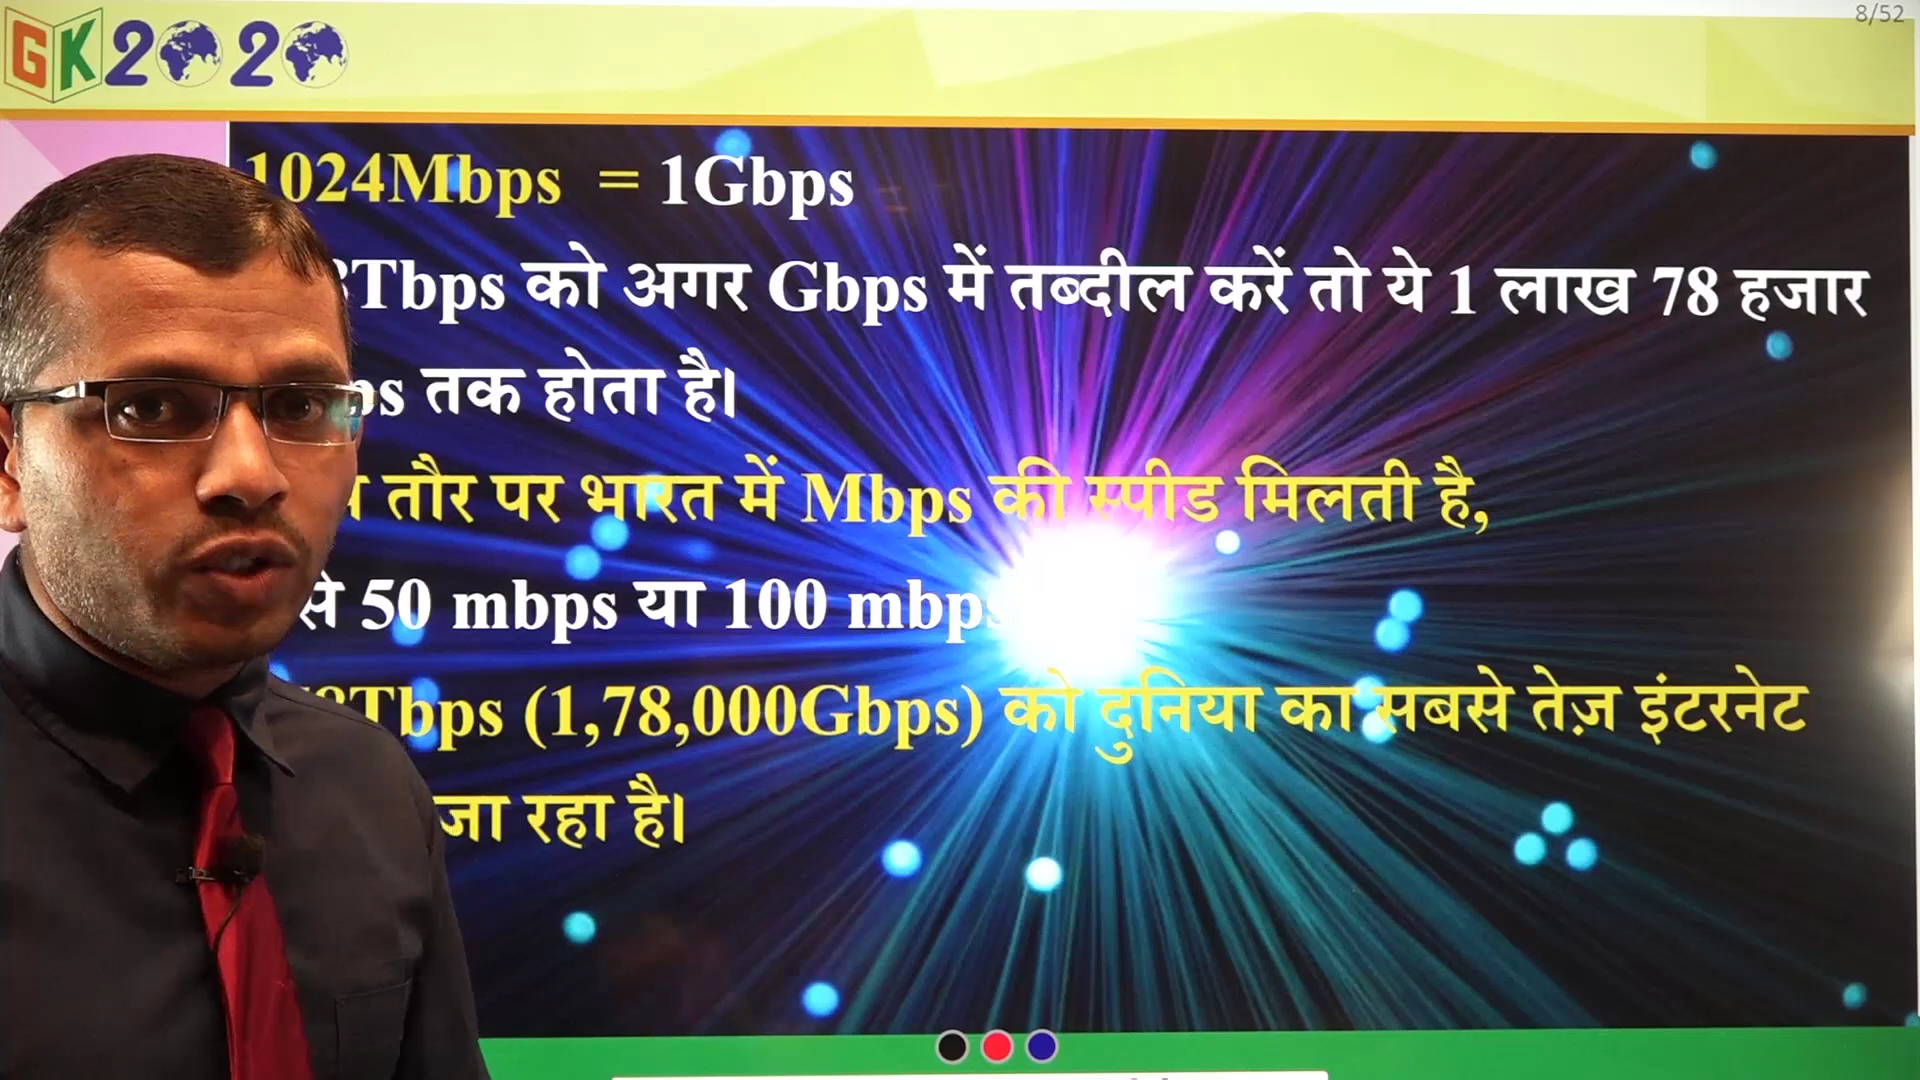 8/52
GK2020
1024Mbps = 1Gbps
Tbps को अगर Gbps में तब्दील करें तो ये 1 लाख 78 हजार
तक होता है।
तौर पर भारत में Mbps की स्पीड मिलती है,
50 mbps या 100 mbps
Tbps (1,78,000Gbps) को दुनिया का सबसे तेज़ इंटरनेट
जा रहा है।